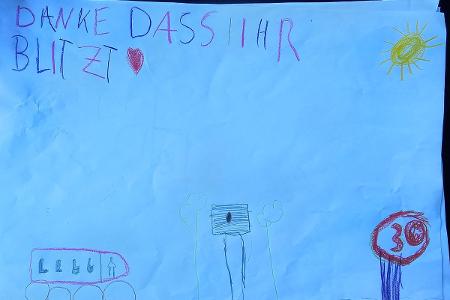 DANKE DASS IHR
BLITZT
30